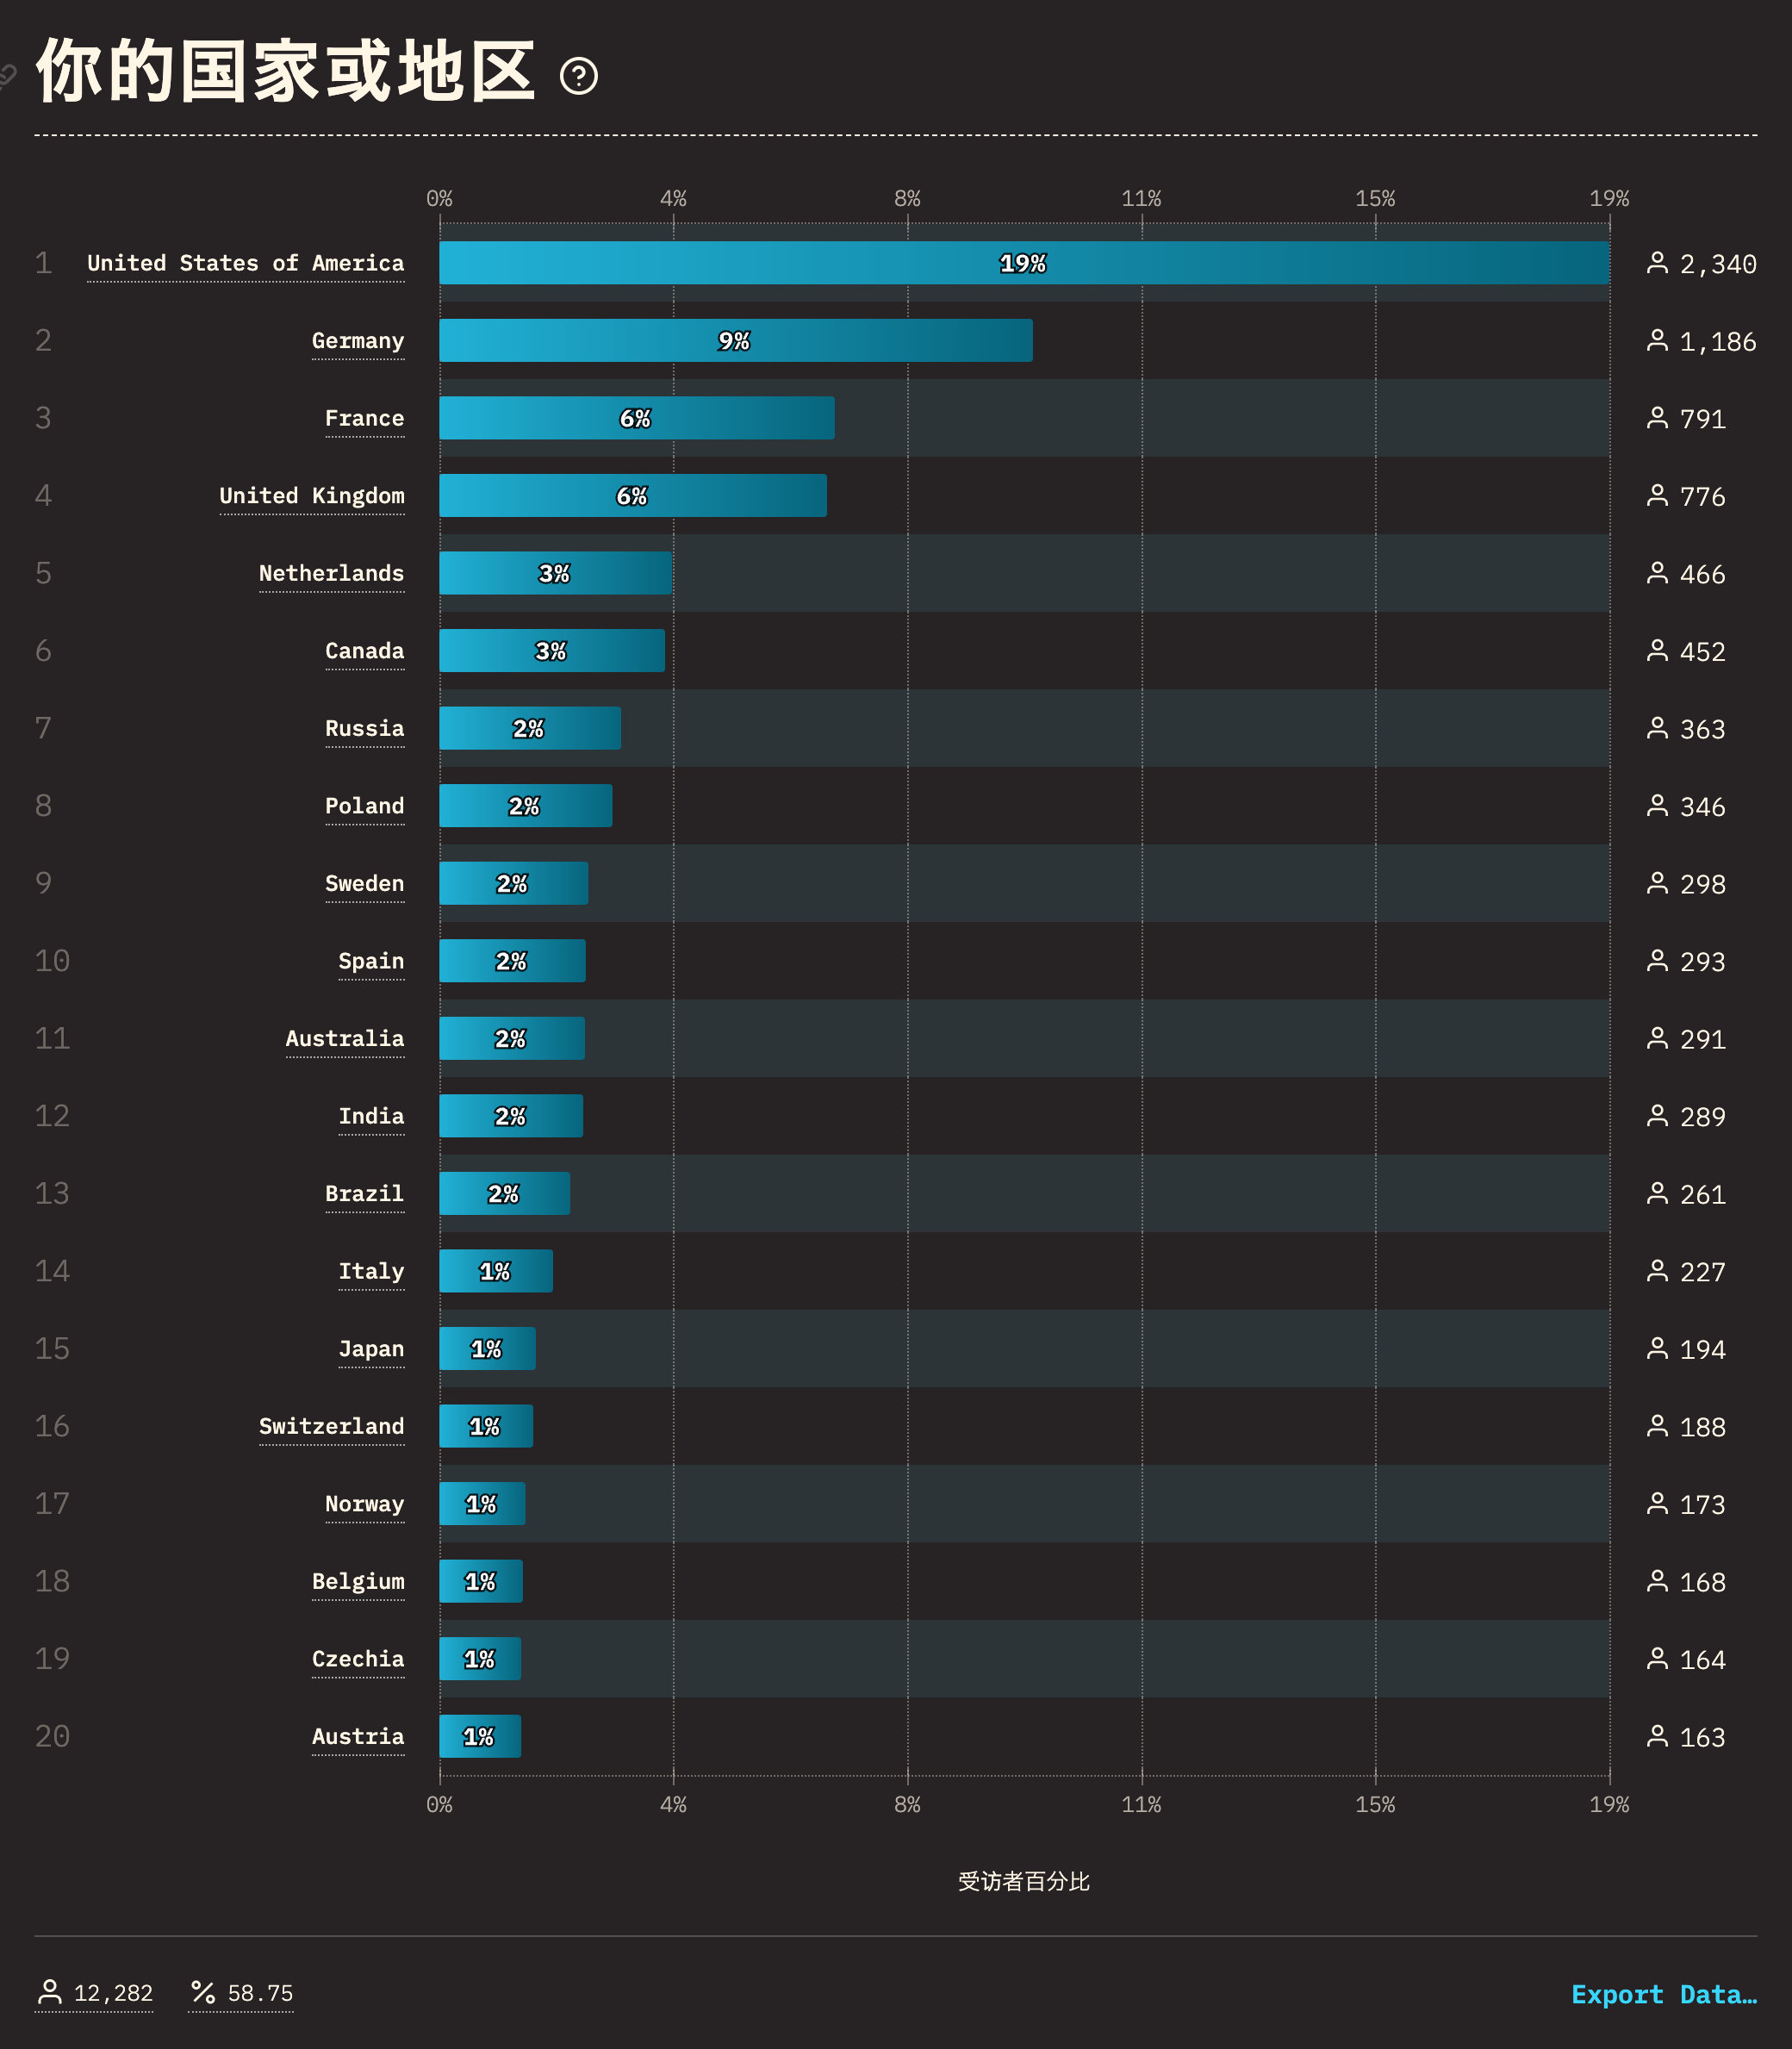 你的国家或地区
0% 4% 8% 11% 15% 19%
1 United States of America 19% 2,340
2 Germany 9% 1,186
3 France 6% 791
4 United Kingdom 6% 776
5 Netherlands 3% 466
6 Canada 3% 452
7 Russia 2% 363
8 Poland 2% 346
9 Sweden 2% 298
10 Spain 2% 293
11 Australia 2% 291
12 India 2% 289
13 Brazil 2% 261
14 Italy 1% 227
15 Japan 1% 194
16 Switzerland 1% 188
17 Norway 1% 173
18 Belgium 1% 168
19 Czechia 1% 164
20 Austria 1% 163
0% 4% 8% 11% 15% 19%
受访者百分比
12,282 % 58.75 Export Data…